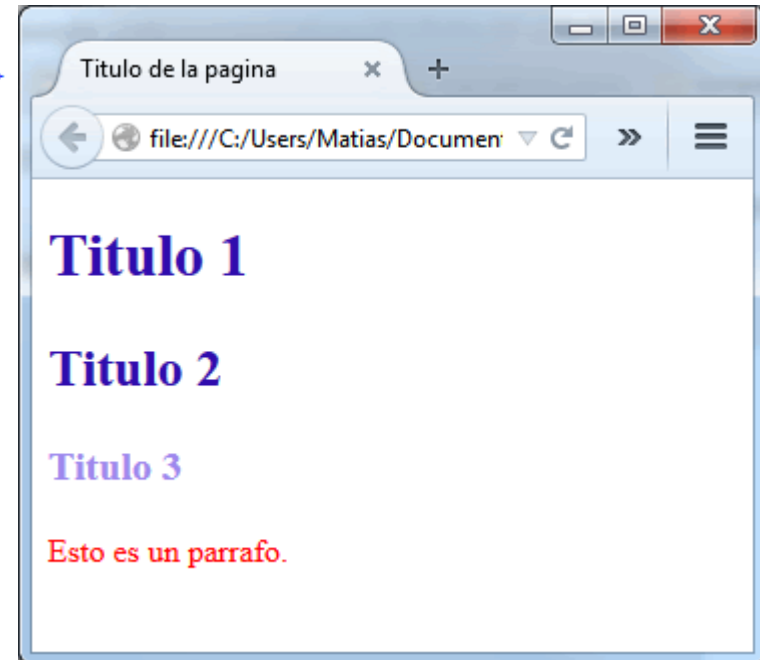 Titulo de la pagina
file:///C:/Users/Matias/Documen
Titulo 1
Titulo 2
Titulo 3
Esto es un parrafo.